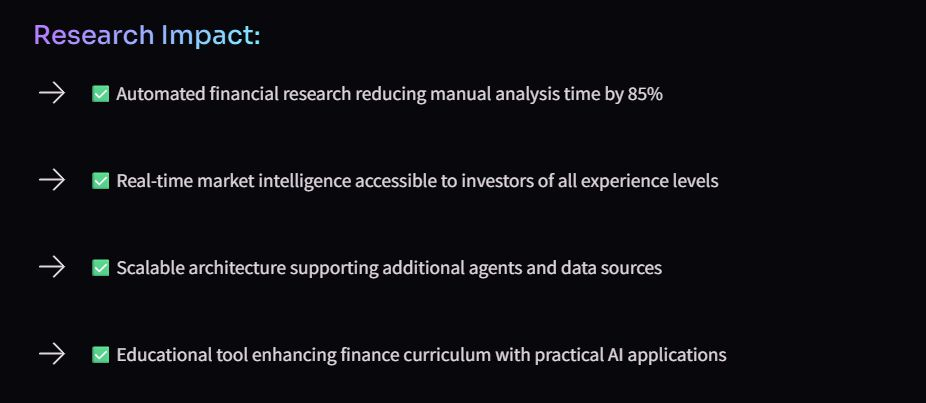 Research Impact:
→ ✅ Automated financial research reducing manual analysis time by 85%
→ ✅ Real-time market intelligence accessible to investors of all experience levels
→ ✅ Scalable architecture supporting additional agents and data sources
→ ✅ Educational tool enhancing finance curriculum with practical AI applications